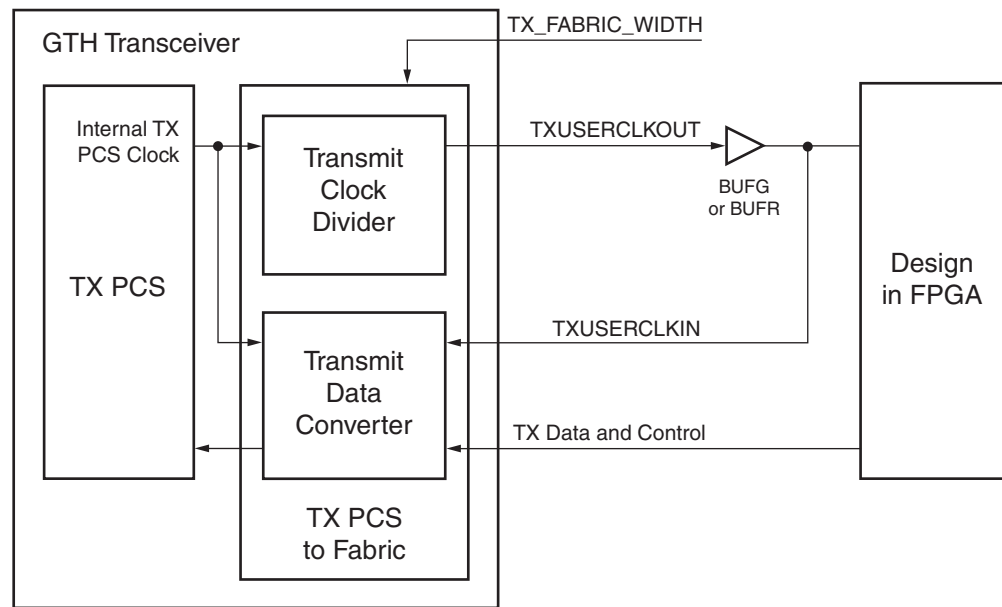 GTH Transceiver
TX_FABRIC_WIDTH
Internal TX
PCS Clock
TX PCS
Transmit
Clock
Divider
TXUSERCLKOUT
BUFG
or BUFR
Design
in FPGA
Transmit
Data
Converter
TXUSERCLKIN
TX Data and Control
TX PCS
to Fabric